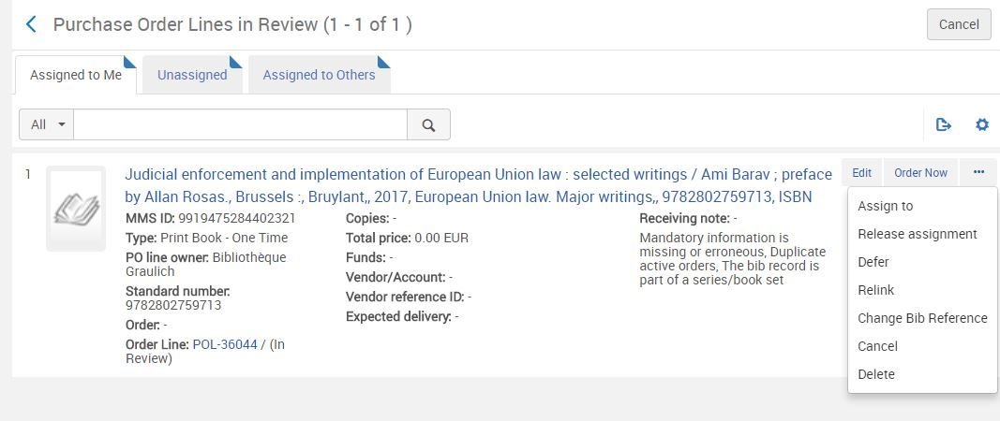 Purchase Order Lines in Review (1 - 1 of 1 )
Cancel
Assigned to Me
Unassigned
Assigned to Others
All
1
Judicial enforcement and implementation of European Union law : selected writings / Ami Barav ; preface
by Allan Rosas., Brussels :, Bruylant,, 2017, European Union law. Major writings,, 9782802759713, ISBN
Edit
Order Now
MMS ID: 9919475284402321
Type: Print Book - One Time
PO line owner: Bibliothèque
Graulich
Standard number:
9782802759713
Order: -
Order Line: POL-36044 / (In
Review)
Copies: -
Total price: 0.00 EUR
Funds: -
Vendor/Account: -
Vendor reference ID: -
Expected delivery: -
Receiving note: -
Mandatory information is
missing or erroneous, Duplicate
active orders, The bib record is
part of a series/book set
Assign to
Release assignment
Defer
Relink
Change Bib Reference
Cancel
Delete